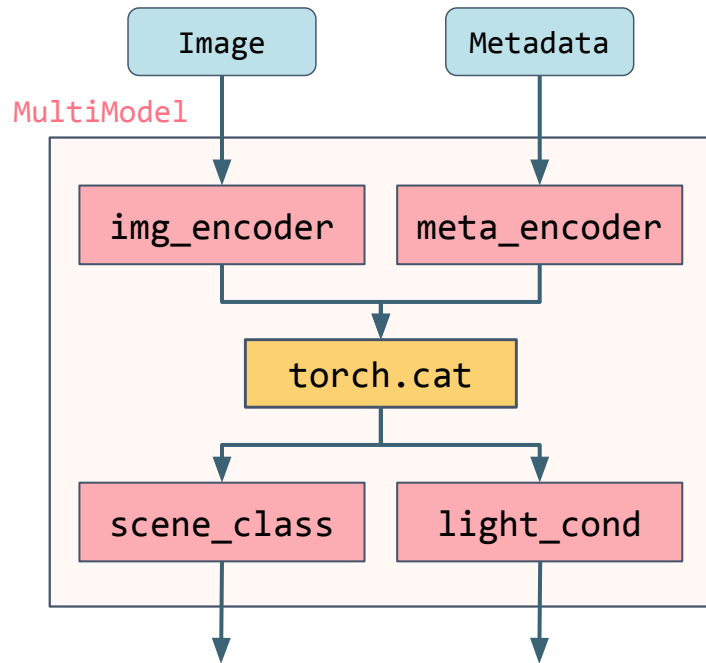 Image
Metadata
MultiModel
img_encoder
meta_encoder
torch.cat
scene_class
light_cond